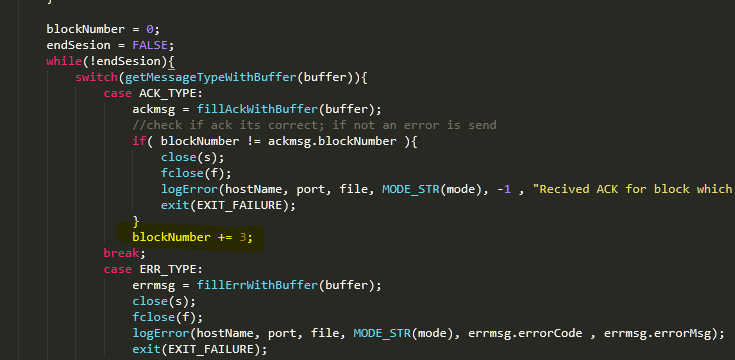 }
blockNumber = 0;
endSesion = FALSE;
while(!endSesion){
switch(getMessageTypeWithBuffer(buffer)){
case ACK_TYPE:
ackmsg = fillAckWithBuffer(buffer);
//check if ack its correct; if not an error is send
if( blockNumber != ackmsg.blockNumber ){
close(s);
fclose(f);
logError(hostName, port, file, MODE_STR(mode), -1 , "Recived ACK for block which
exit(EXIT_FAILURE);
}
blockNumber += 3;
break;
case ERR_TYPE:
errmsg = fillErrWithBuffer(buffer);
close(s);
fclose(f);
logError(hostName, port, file, MODE_STR(mode), errmsg.errorCode , errmsg.errorMsg);
exit(EXIT_FAILURE);